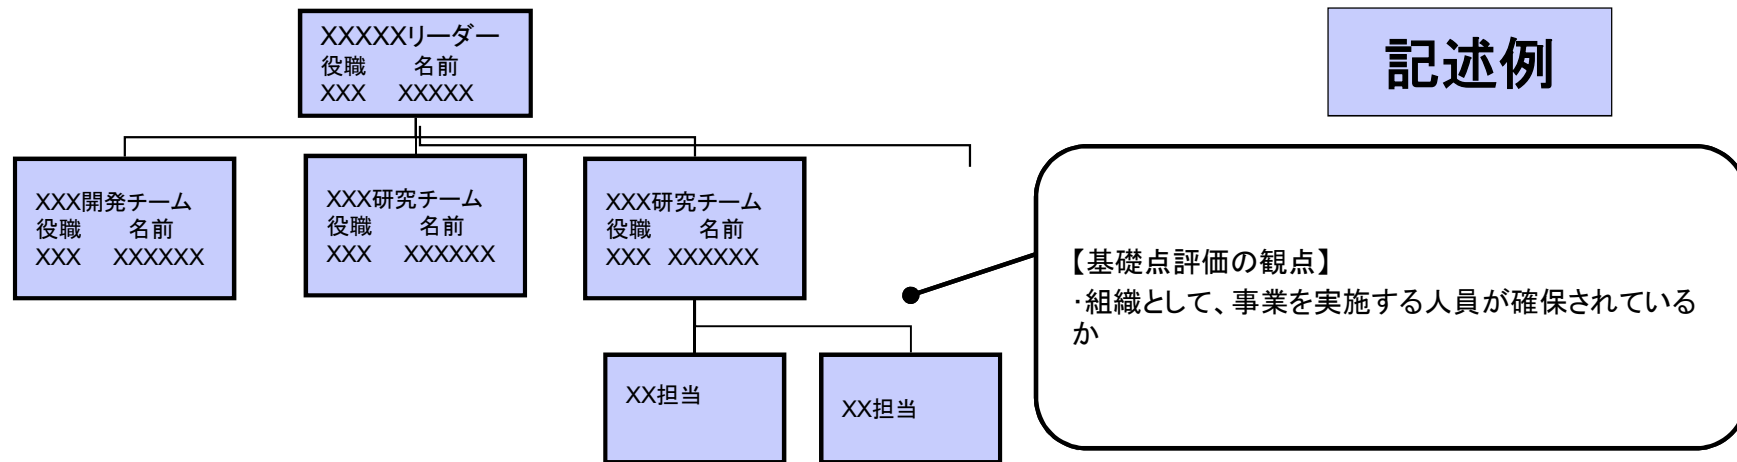 XXXXXリーダー
役職 名前
XXX XXXXX
記述例
XXX開発チーム
役職 名前
XXX XXXXXX
XXX研究チーム
役職 名前
XXX XXXXXX
XXX研究チーム
役職 名前
XXX XXXXXX
【基礎点評価の観点】
・組織として、事業を実施する人員が確保されている
か
XX担当
XX担当